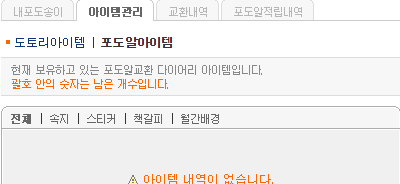 내포도송이 아이템관리 교환내역 포도알적립내역
도토리아이템 | 포도알아이템
현재 보유하고 있는 포도알교환 다이어리 아이템입니다.
괄호 안의 숫자는 남은 개수입니다.
전체 | 속지 | 스티커 | 책갈피 | 월간배경
아이템 내역이 없습니다.